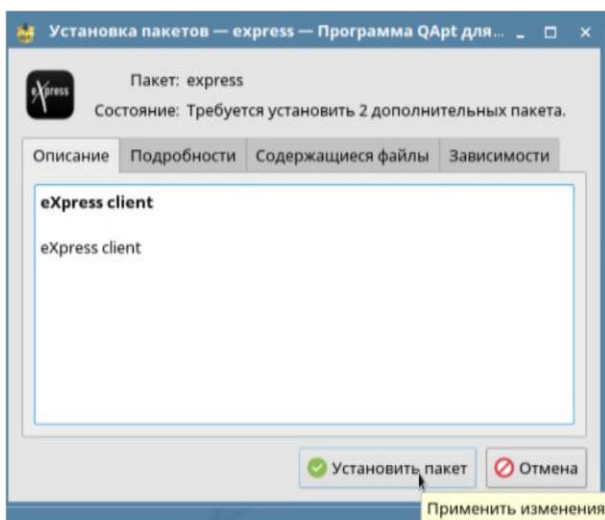 Установка пакетов — express — Программа QApt для...
eXpress
Пакет: express
Состояние: Требуется установить 2 дополнительных пакета.
Описание Подробности Содержащиеся файлы Зависимости
eXpress client
eXpress client
Установить пакет Отмена
Применить изменения